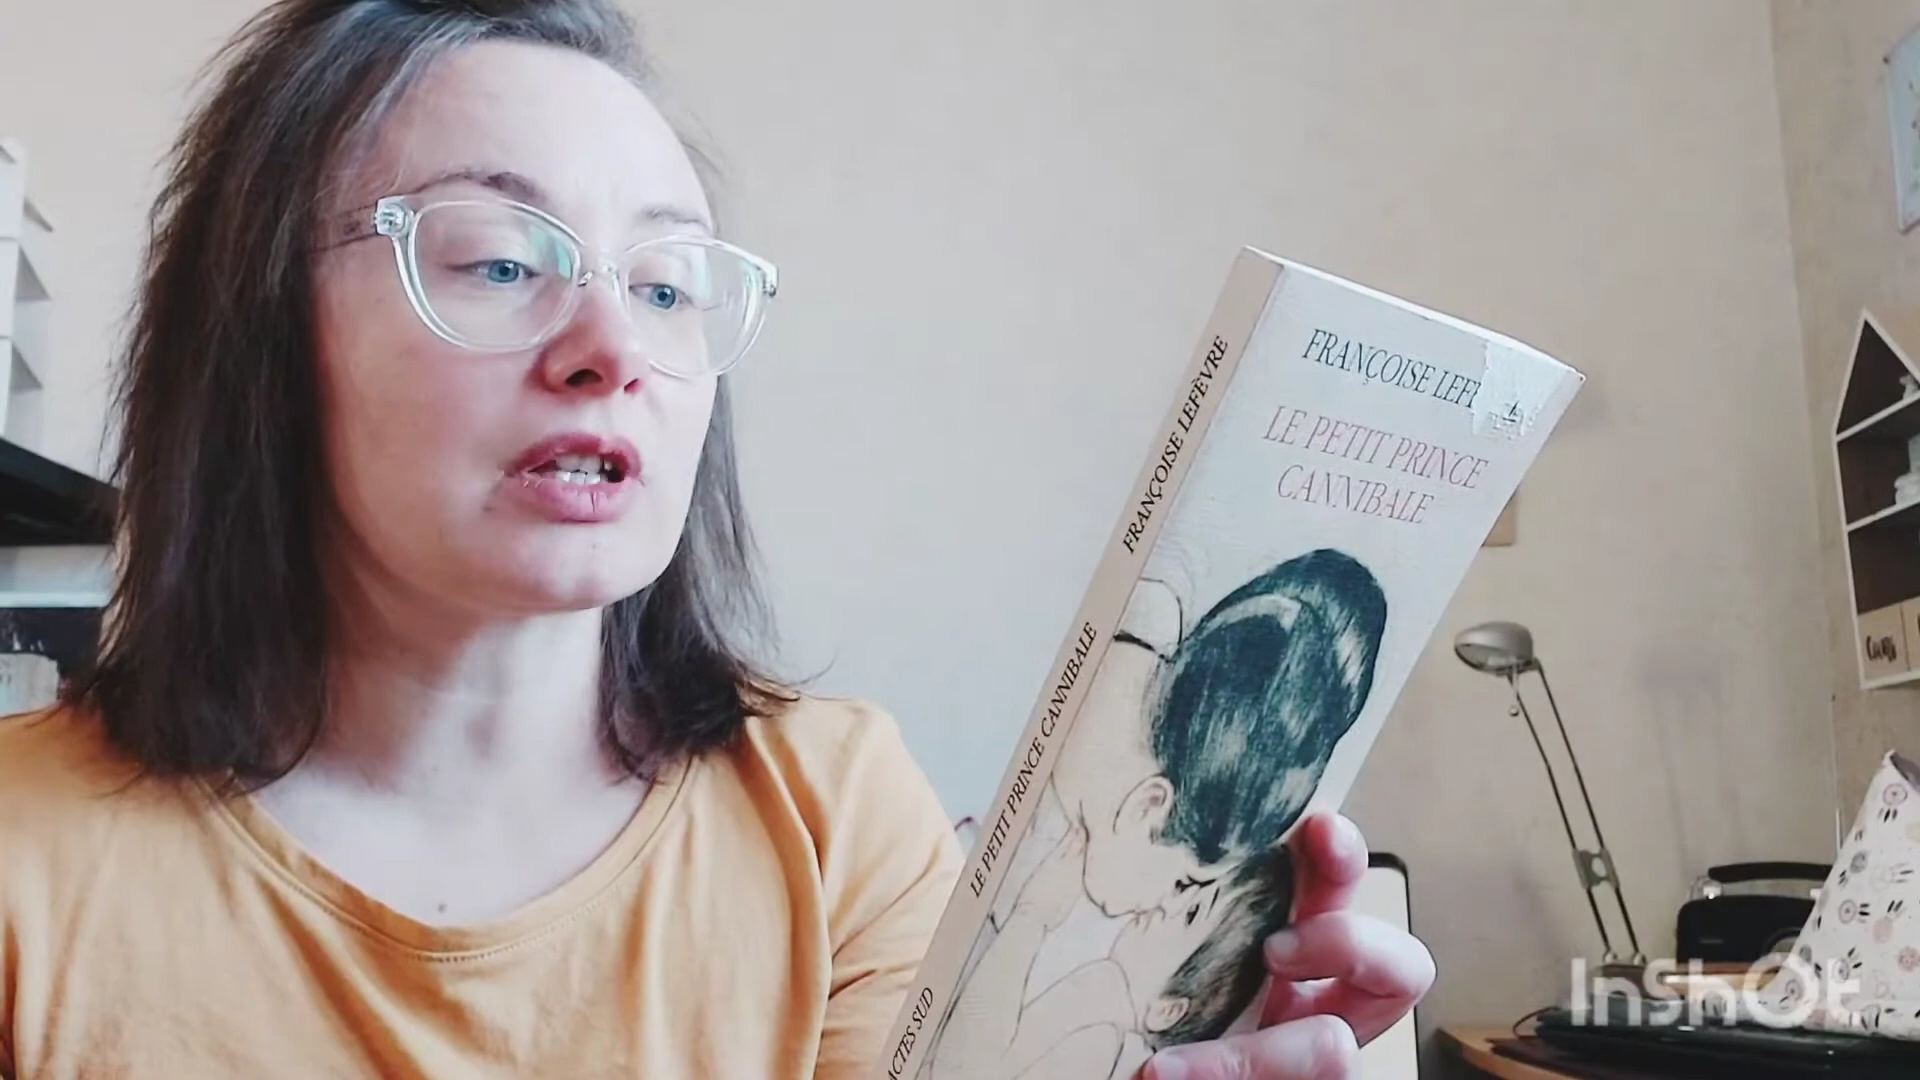 FRANÇOISE LEF
LE PETIT PRINCE
CANNIBALE
FRANÇOISE LEFÈVRE
LE PETIT PRINCE CANNIBALE
ACTES SUD
InShOt